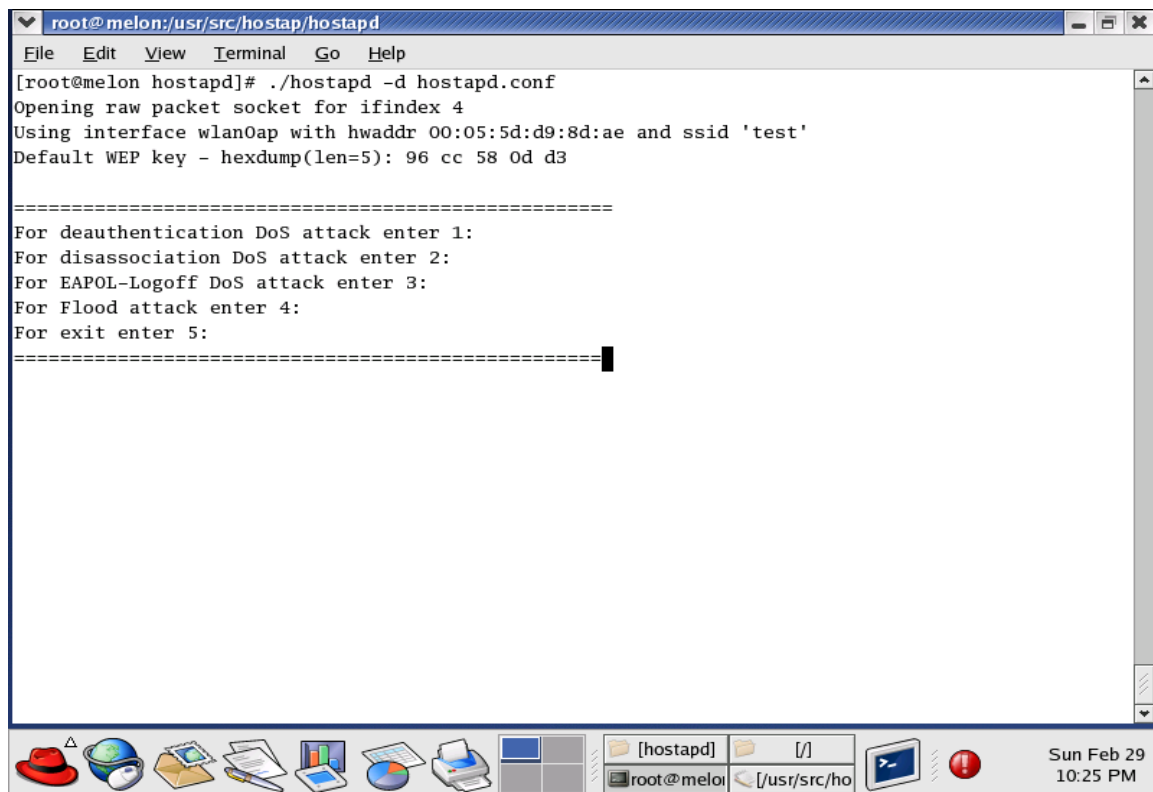 root@melon:/usr/src/hostap/hostapd
File Edit View Terminal Go Help
[root@melon hostapd]# ./hostapd -d hostapd.conf
Opening raw packet socket for ifindex 4
Using interface wlan0ap with hwaddr 00:05:5d:d9:8d:ae and ssid 'test'
Default WEP key - hexdump(len=5): 96 cc 58 0d d3
====================================================
For deauthentication DoS attack enter 1:
For disassociation DoS attack enter 2:
For EAPOL-Logoff DoS attack enter 3:
For Flood attack enter 4:
For exit enter 5:
===================================================
[hostapd] [/]
root@melo [/usr/src/ho
Sun Feb 29
10:25 PM